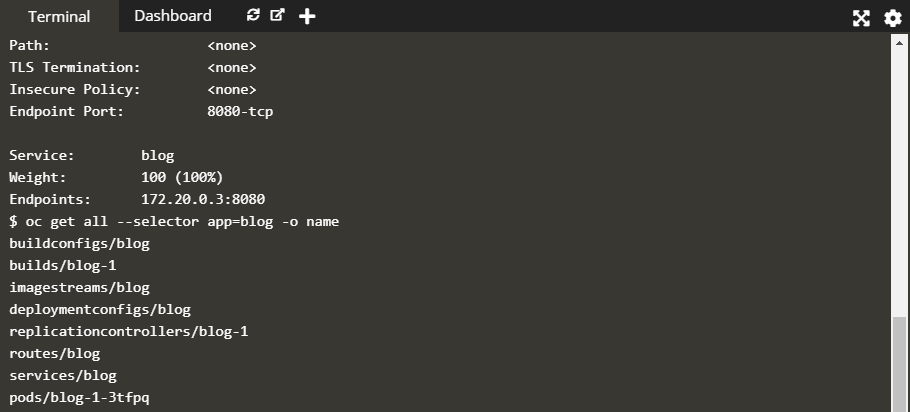 Terminal Dashboard
Path: <none>
TLS Termination: <none>
Insecure Policy: <none>
Endpoint Port: 8080-tcp
Service: blog
Weight: 100 (100%)
Endpoints: 172.20.0.3:8080
$ oc get all --selector app=blog -o name
buildconfigs/blog
builds/blog-1
imagestreams/blog
deploymentconfigs/blog
replicationcontrollers/blog-1
routes/blog
services/blog
pods/blog-1-3tfpq